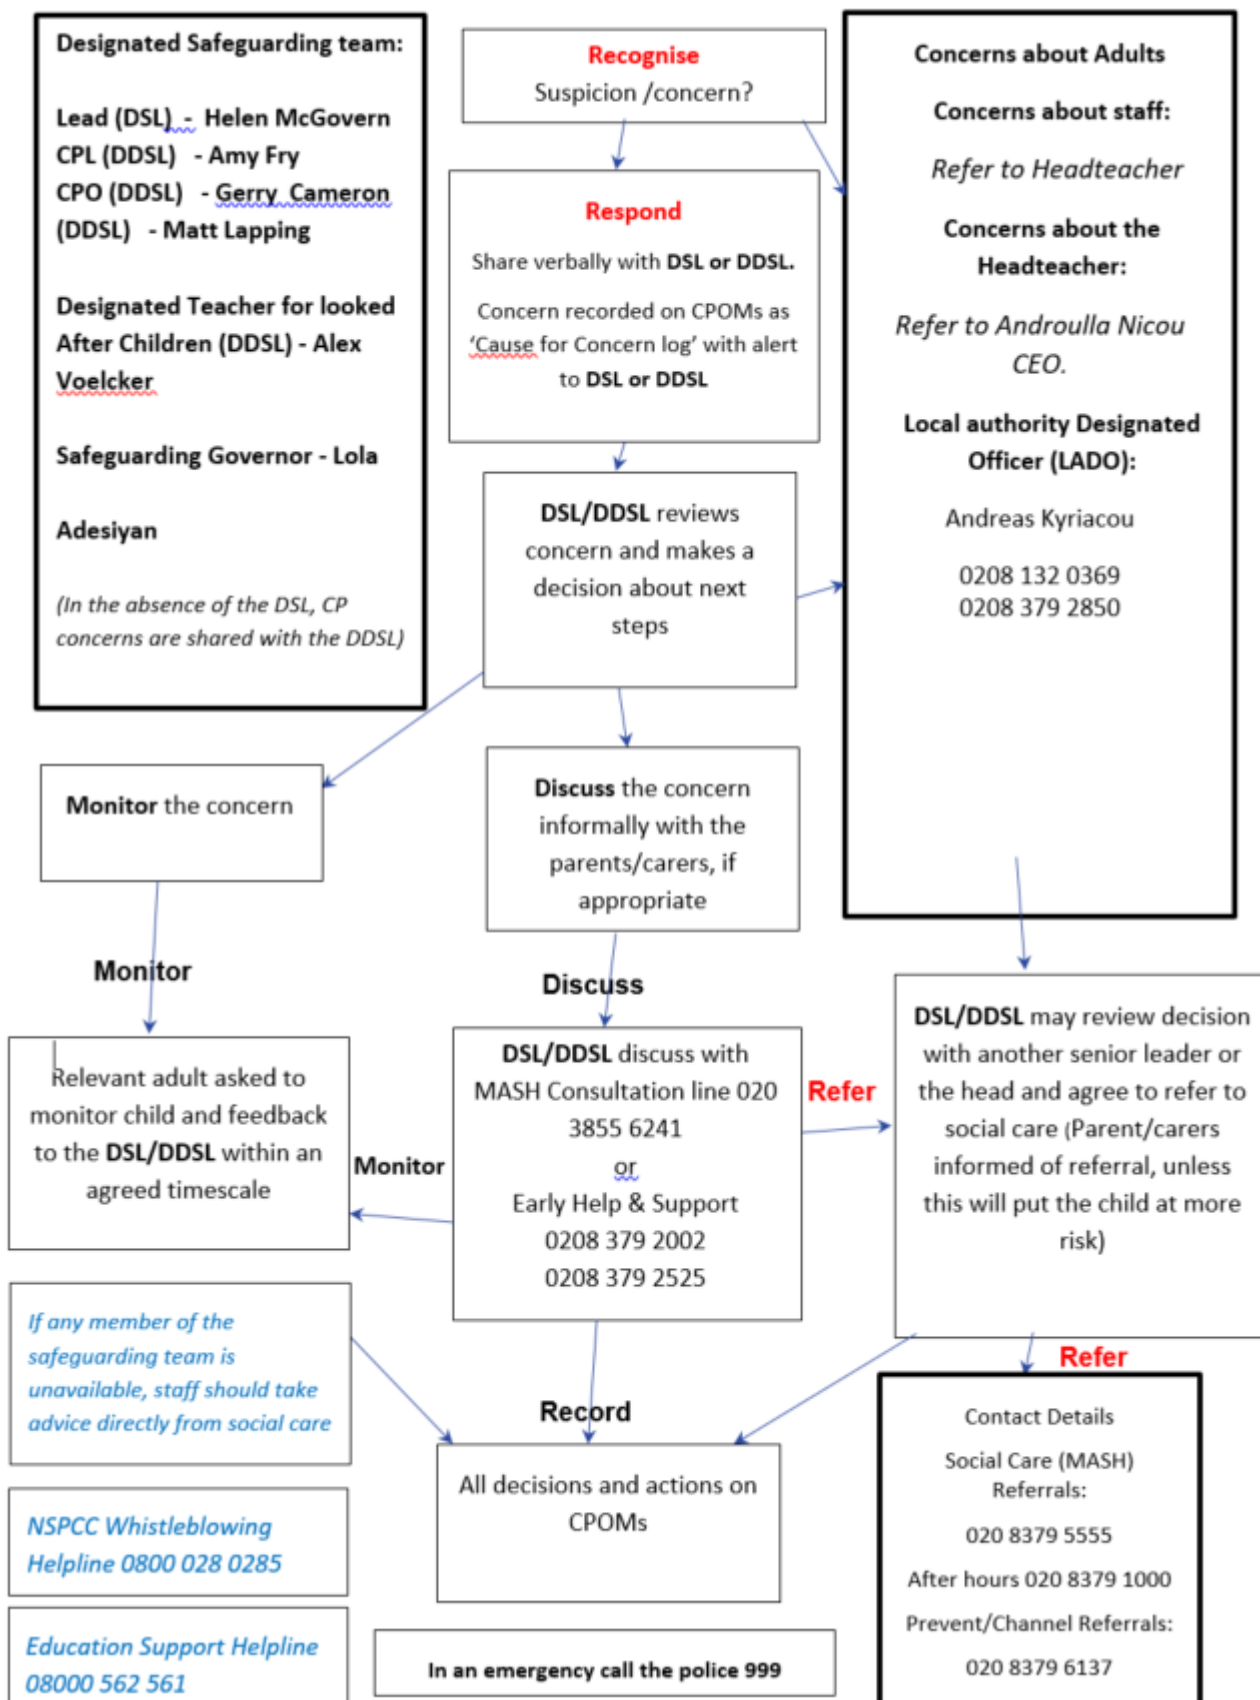 Designated Safeguarding team:
Lead (DSL) - Helen McGovern
CPL (DDSL) - Amy Fry
CPO (DDSL) - Gerry Cameron
(DDSL) - Matt Lapping
Designated Teacher for looked
After Children (DDSL) - Alex
Voelcker
Safeguarding Governor - Lola
Adesiyan
(In the absence of the DSL, CP
concerns are shared with the DDSL)
Recognise
Suspicion /concern?
Respond
Share verbally with DSL or DDSL.
Concern recorded on CPOMs as
‘Cause for Concern log’ with alert
to DSL or DDSL
Concerns about Adults
Concerns about staff:
Refer to Headteacher
Concerns about the
Headteacher:
Refer to Androulla Nicou
CEO.
Local authority Designated
Officer (LADO):
Andreas Kyriacou
0208 132 0369
0208 379 2850
DSL/DDSL reviews
concern and makes a
decision about next
steps
Monitor the concern
Discuss the concern
informally with the
parents/carers, if
appropriate
Monitor
Discuss
Relevant adult asked to
monitor child and feedback
to the DSL/DDSL within an
agreed timescale
Monitor
DSL/DDSL discuss with
MASH Consultation line 020
3855 6241
or
Early Help & Support
0208 379 2002
0208 379 2525
Refer
DSL/DDSL may review decision
with another senior leader or
the head and agree to refer to
social care (Parent/carers
informed of referral, unless
this will put the child at more
risk)
If any member of the
safeguarding team is
unavailable, staff should take
advice directly from social care
Record
Refer
All decisions and actions on
CPOMs
Contact Details
Social Care (MASH)
Referrals:
020 8379 5555
After hours 020 8379 1000
Prevent/Channel Referrals:
020 8379 6137
NSPCC Whistleblowing
Helpline 0800 028 0285
Education Support Helpline
08000 562 561
In an emergency call the police 999